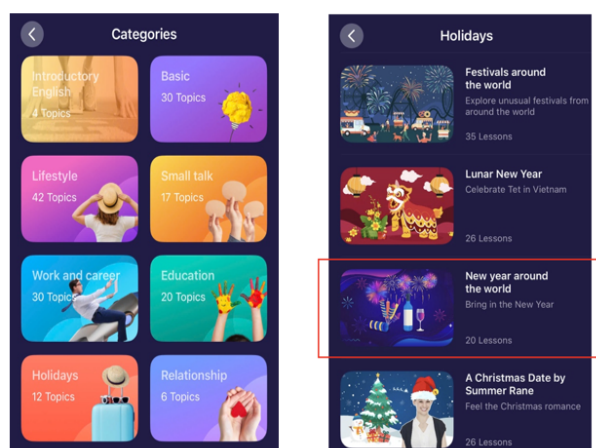 Categories
Introductory
English
4 Topics
Basic
30 Topics
Lifestyle
42 Topics
Small talk
17 Topics
Work and career
30 Topics
Education
20 Topics
Holidays
12 Topics
Relationship
6 Topics
Holidays
Festivals around
the world
Explore unusual festivals from
around the world
35 Lessons
Lunar New Year
Celebrate Tet in Vietnam
26 Lessons
New year around
the world
Bring in the New Year
20 Lessons
A Christmas Date by
Summer Rane
Feel the Christmas romance
26 Lessons